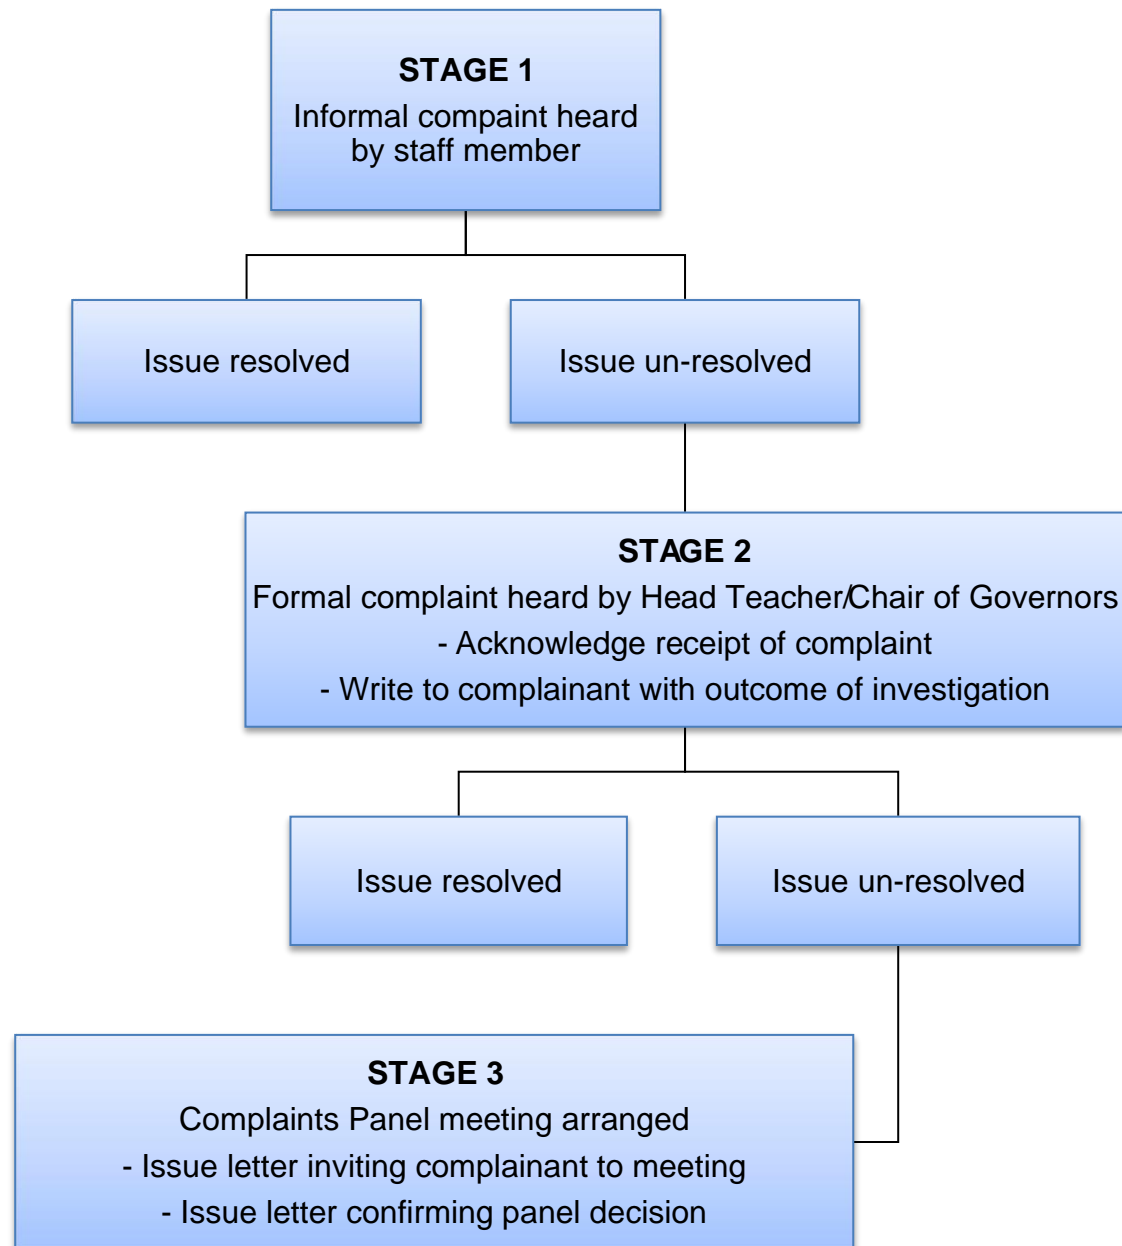 STAGE 1
Informal compaint heard
by staff member
Issue resolved
Issue un-resolved
STAGE 2
Formal complaint heard by Head Teacher/Chair of Governors
- Acknowledge receipt of complaint
- Write to complainant with outcome of investigation
Issue resolved
Issue un-resolved
STAGE 3
Complaints Panel meeting arranged
- Issue letter inviting complainant to meeting
- Issue letter confirming panel decision